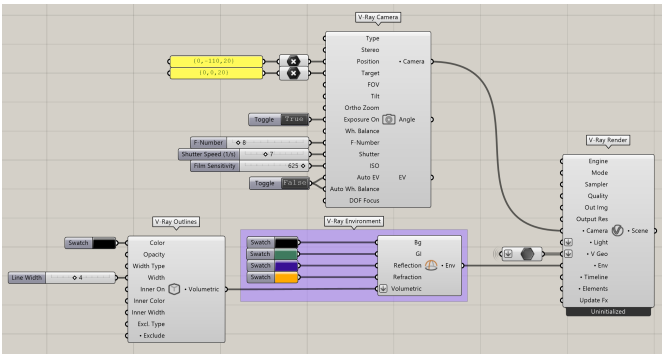 V-Ray Camera
{0,-110,20}
{0,0,20}
Type
Stereo
Position
Target
FOV
Tilt
Ortho Zoom
Exposure On
Wh. Balance
F-Number
Shutter
ISO
Auto EV
Auto Wh. Balance
DOF Focus
• Camera
Angle
EV
Toggle True
F Number ◇ 8
Shutter Speed (1/s) ◇ 7
Film Sensitivity 625 ◇
Toggle False
V-Ray Render
Engine
Mode
Sampler
Quality
Out Img
Output Res
• Camera
• Light
• V Geo
• Env
• Timeline
• Elements
Update Fx
• Scene
Uninitialized
V-Ray Outlines
Swatch
Line Width ◇ 4
Color
Opacity
Width Type
Width
Inner On
Inner Color
Inner Width
Excl. Type
• Exclude
• Volumetric
V-Ray Environment
Swatch
Swatch
Swatch
Swatch
Bg
GI
Reflection
Refraction
Volumetric
• Env